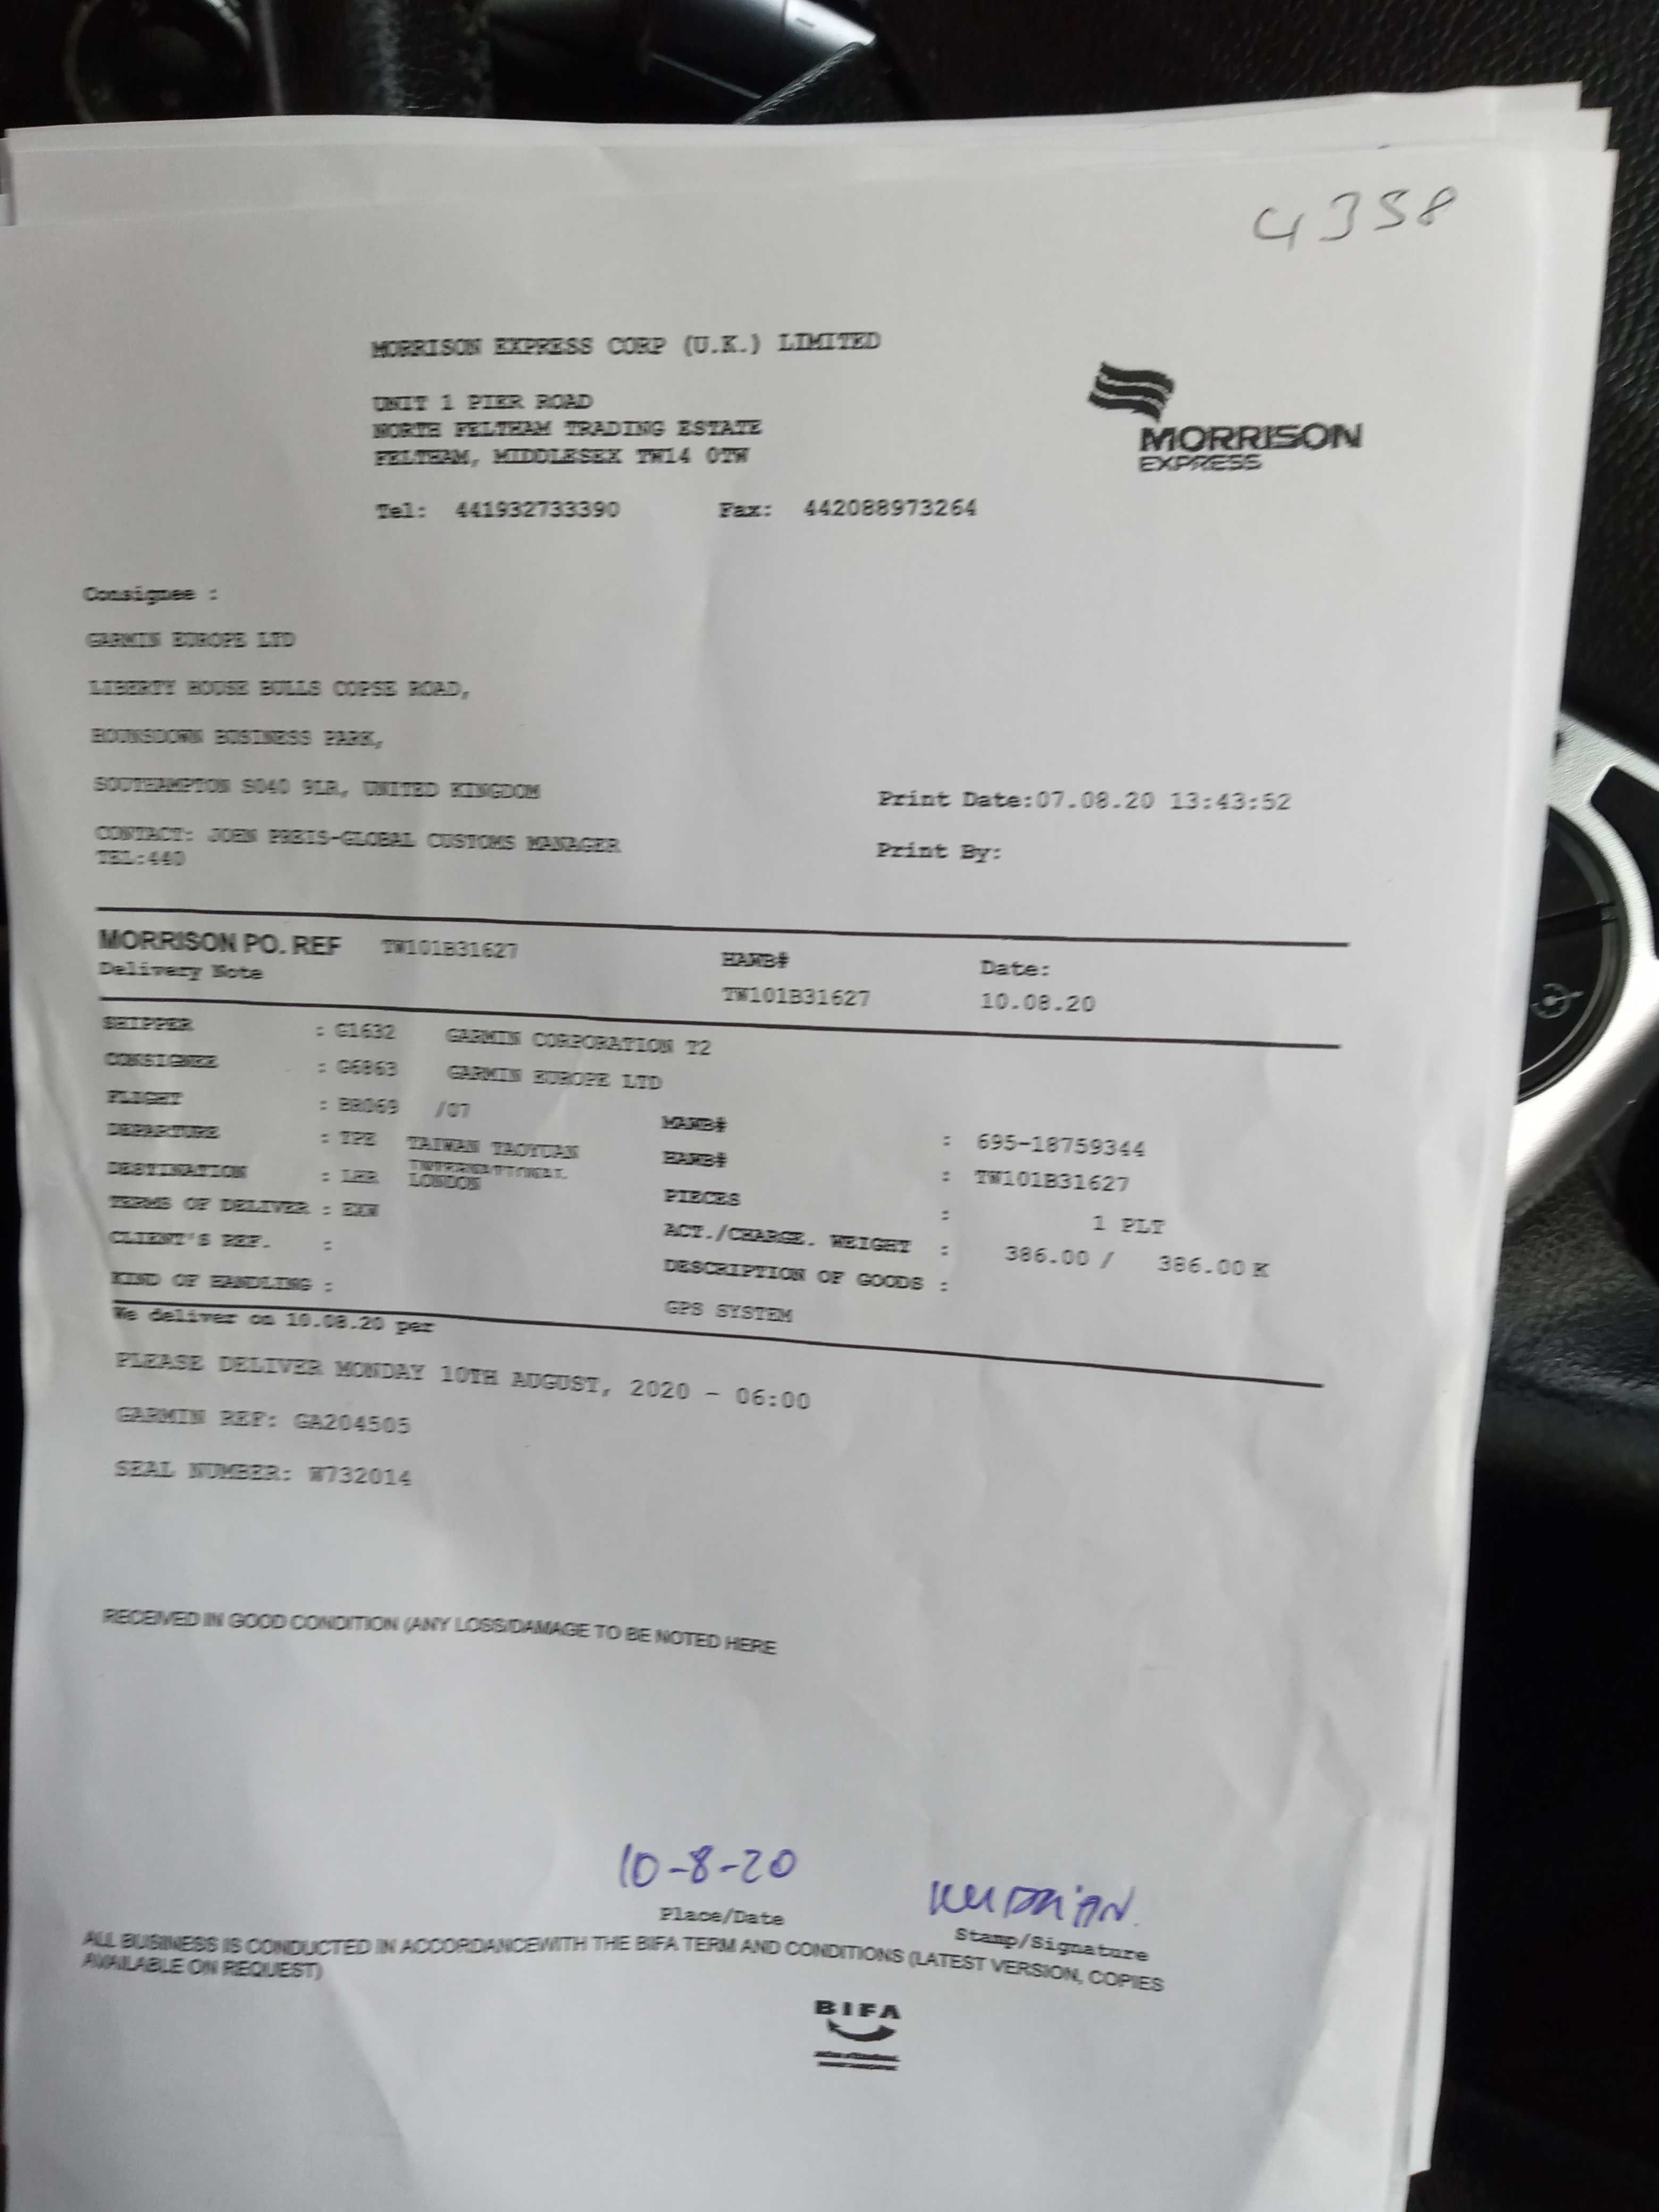 4358
MORRISON EXPRESS CORP (U.K.) LIMITED
UNIT 1 PIER ROAD
NORTH FELTHAM TRADING ESTATE
FELTHAM, MIDDLESEX TW14 0TW
MORRISON
EXPRESS
Tel: 441932733390 Fax: 442088973264
Consignee :
GARMIN EUROPE LTD
LIBERTY HOUSE BULLS COPSE ROAD,
HOUNSDOWN BUSINESS PARK,
SOUTHAMPTON SO40 9LR, UNITED KINGDOM
Print Date:07.08.20 13:43:52
CONTACT: JOHN PREIS-GLOBAL CUSTOMS MANAGER
TEL:440
Print By:
MORRISON PO. REF TW101B31627 HAWB# Date:
Delivery Note TW101B31627 10.08.20
SHIPPER : G1632 GARMIN CORPORATION T2
CONSIGNEE : G6863 GARMIN EUROPE LTD
FLIGHT : BR069 /07 MAWB# : 695-18759344
DEPARTURE : TPE TAIWAN TAOYUAN INTERNATIONAL HAWB# : TW101B31627
DESTINATION : LHR LONDON PIECES : 1 PLT
TERMS OF DELIVER : EXW ACT./CHARGE. WEIGHT : 386.00 / 386.00 K
CLIENT'S REF. : DESCRIPTION OF GOODS :
KIND OF HANDLING : GPS SYSTEM
We deliver on 10.08.20 per
PLEASE DELIVER MONDAY 10TH AUGUST, 2020 - 06:00
GARMIN REF: GA204505
SEAL NUMBER: W732014
RECEIVED IN GOOD CONDITION (ANY LOSS/DAMAGE TO BE NOTED HERE
10-8-20
Place/Date Stamp/Signature
ALL BUSINESS IS CONDUCTED IN ACCORDANCEWITH THE BIFA TERM AND CONDITIONS (LATEST VERSION, COPIES
AVAILABLE ON REQUEST)
BIFA